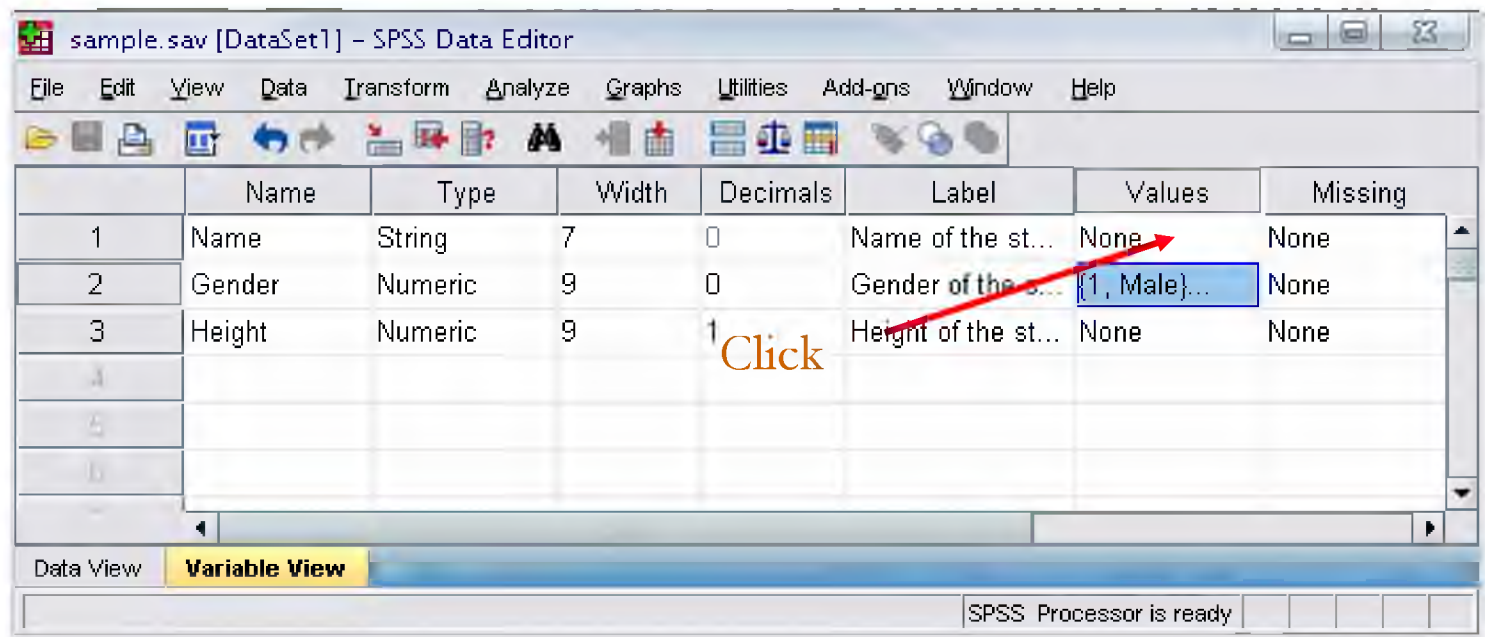 sample.sav [DataSet1] - SPSS Data Editor
File Edit View Data Transform Analyze Graphs Utilities Add-ons Window Help
Name Type Width Decimals Label Values Missing
1 Name String 7 0 Name of the st... None None
2 Gender Numeric 9 0 Gender of the s... {1, Male}... None
3 Height Numeric 9 1 Height of the st... None None
Click
4
5
6
Data View Variable View
SPSS Processor is ready